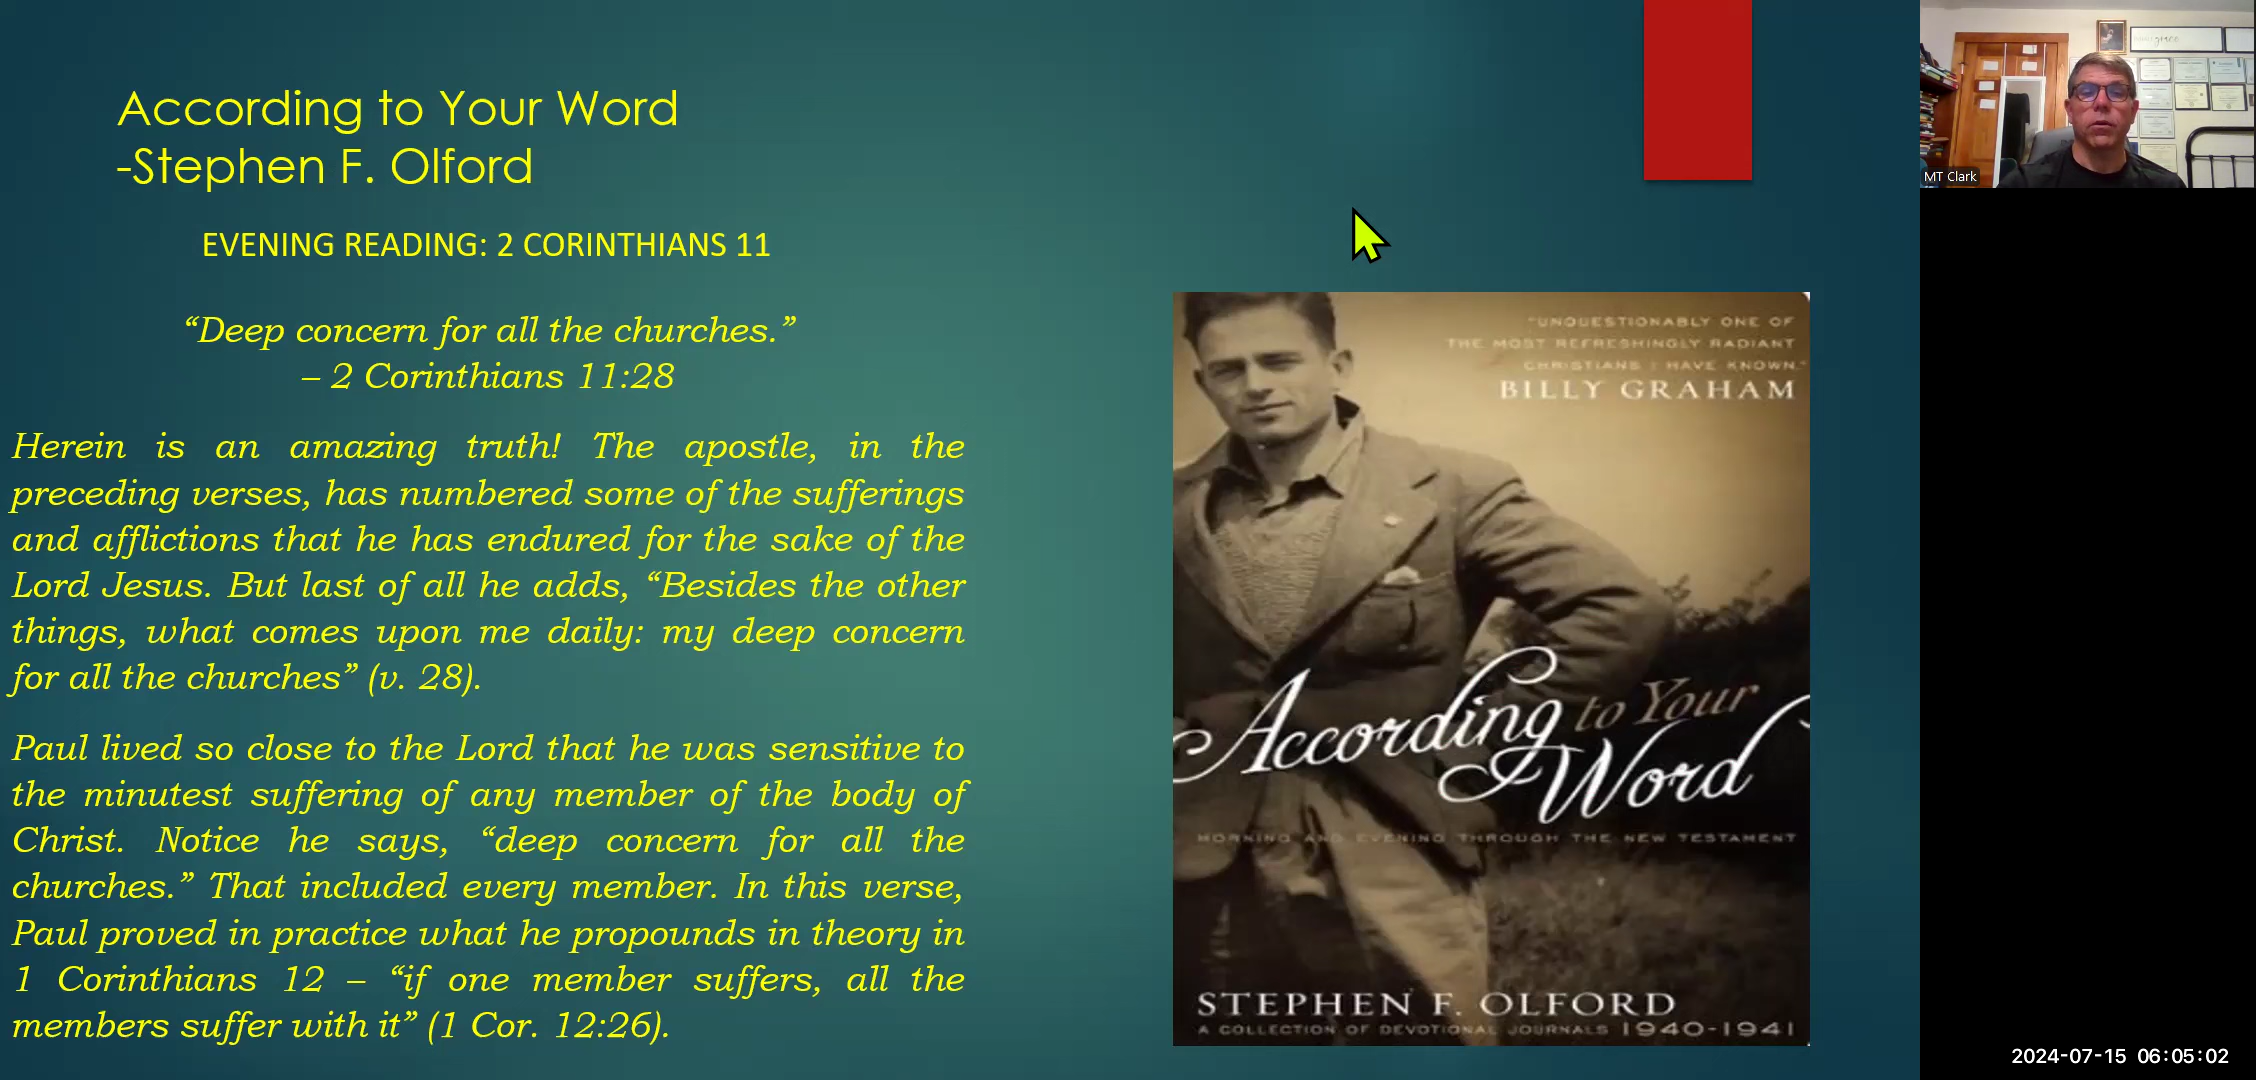 According to Your Word
-Stephen F. Olford
EVENING READING: 2 CORINTHIANS 11
“Deep concern for all the churches.”
– 2 Corinthians 11:28
Herein is an amazing truth! The apostle, in the
preceding verses, has numbered some of the sufferings
and afflictions that he has endured for the sake of the
Lord Jesus. But last of all he adds, “Besides the other
things, what comes upon me daily: my deep concern
for all the churches” (v. 28).
Paul lived so close to the Lord that he was sensitive to
the minutest suffering of any member of the body of
Christ. Notice he says, “deep concern for all the
churches.” That included every member. In this verse,
Paul proved in practice what he propounds in theory in
1 Corinthians 12 – “if one member suffers, all the
members suffer with it” (1 Cor. 12:26).
"UNQUESTIONABLY ONE OF
THE MOST REFRESHINGLY RADIANT
CHRISTIANS I HAVE KNOWN."
BILLY GRAHAM
According to Your
Word
MORNING AND EVENING THROUGH THE NEW TESTAMENT
STEPHEN F. OLFORD
A COLLECTION OF DEVOTIONAL JOURNALS 1940-1941
MT Clark
2024-07-15 06:05:02